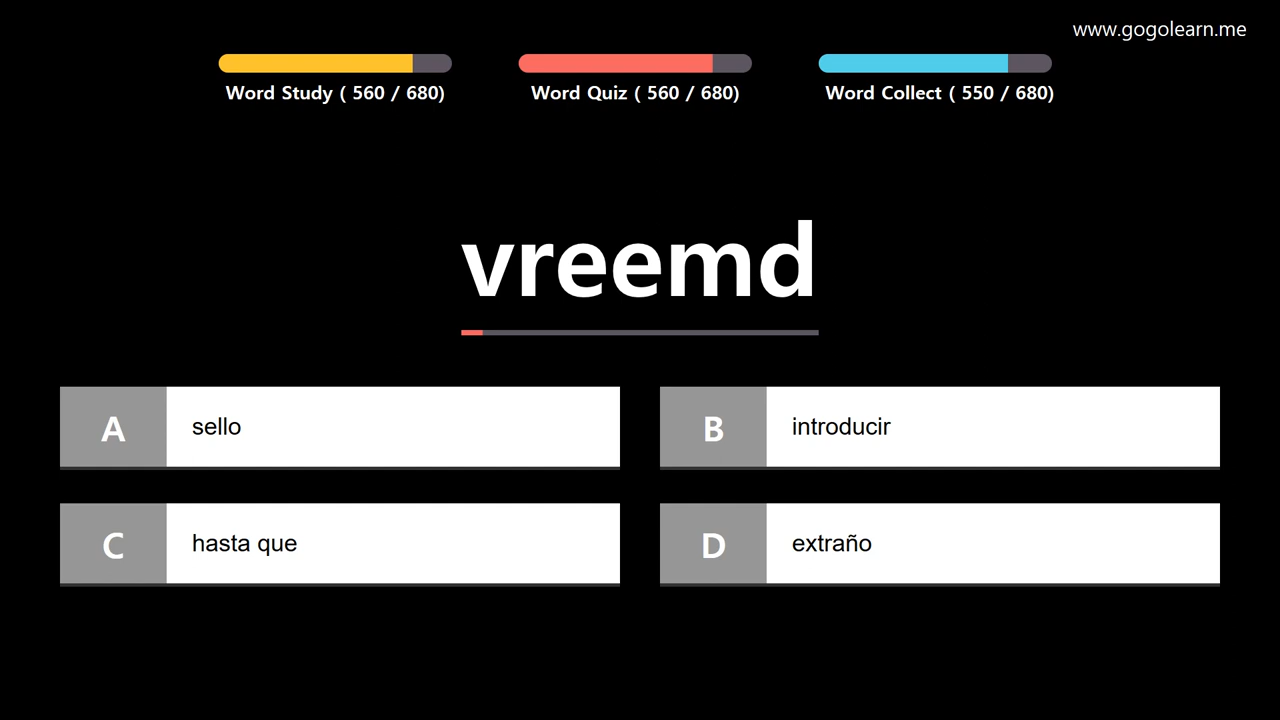 www.gogolearn.me
Word Study ( 560 / 680)
Word Quiz ( 560 / 680)
Word Collect ( 550 / 680)
vreemd
A sello
B introducir
C hasta que
D extraño